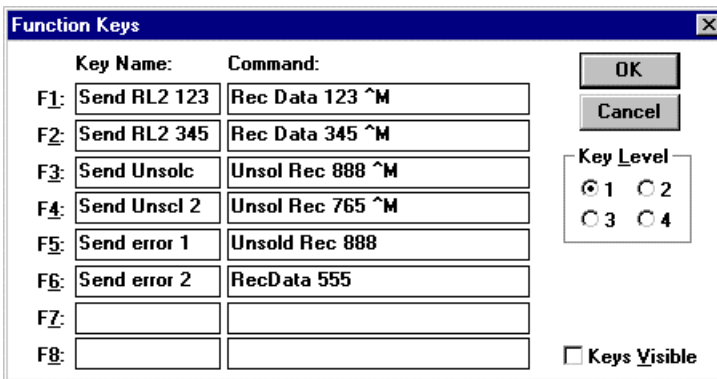 Function Keys
Key Name: Command:
F1: Send RL2 123 Rec Data 123 ^M
F2: Send RL2 345 Rec Data 345 ^M
F3: Send Unsolc Unsol Rec 888 ^M
F4: Send Unscl 2 Unsol Rec 765 ^M
F5: Send error 1 Unsold Rec 888
F6: Send error 2 RecData 555
F7:
F8:
OK
Cancel
Key Level
1 2
3 4
Keys Visible